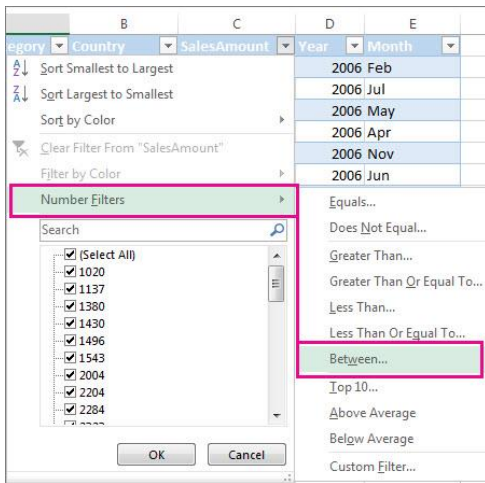 B C D E
egory Country SalesAmount Year Month
Sort Smallest to Largest
Sort Largest to Smallest
Sort by Color
Clear Filter From "SalesAmount"
Filter by Color
Number Filters
Search
(Select All)
1020
1137
1380
1430
1496
1543
2004
2204
2284
OK Cancel
2006 Feb
2006 Jul
2006 May
2006 Apr
2006 Nov
2006 Jun
Equals...
Does Not Equal...
Greater Than...
Greater Than Or Equal To...
Less Than...
Less Than Or Equal To...
Between...
Top 10...
Above Average
Below Average
Custom Filter...